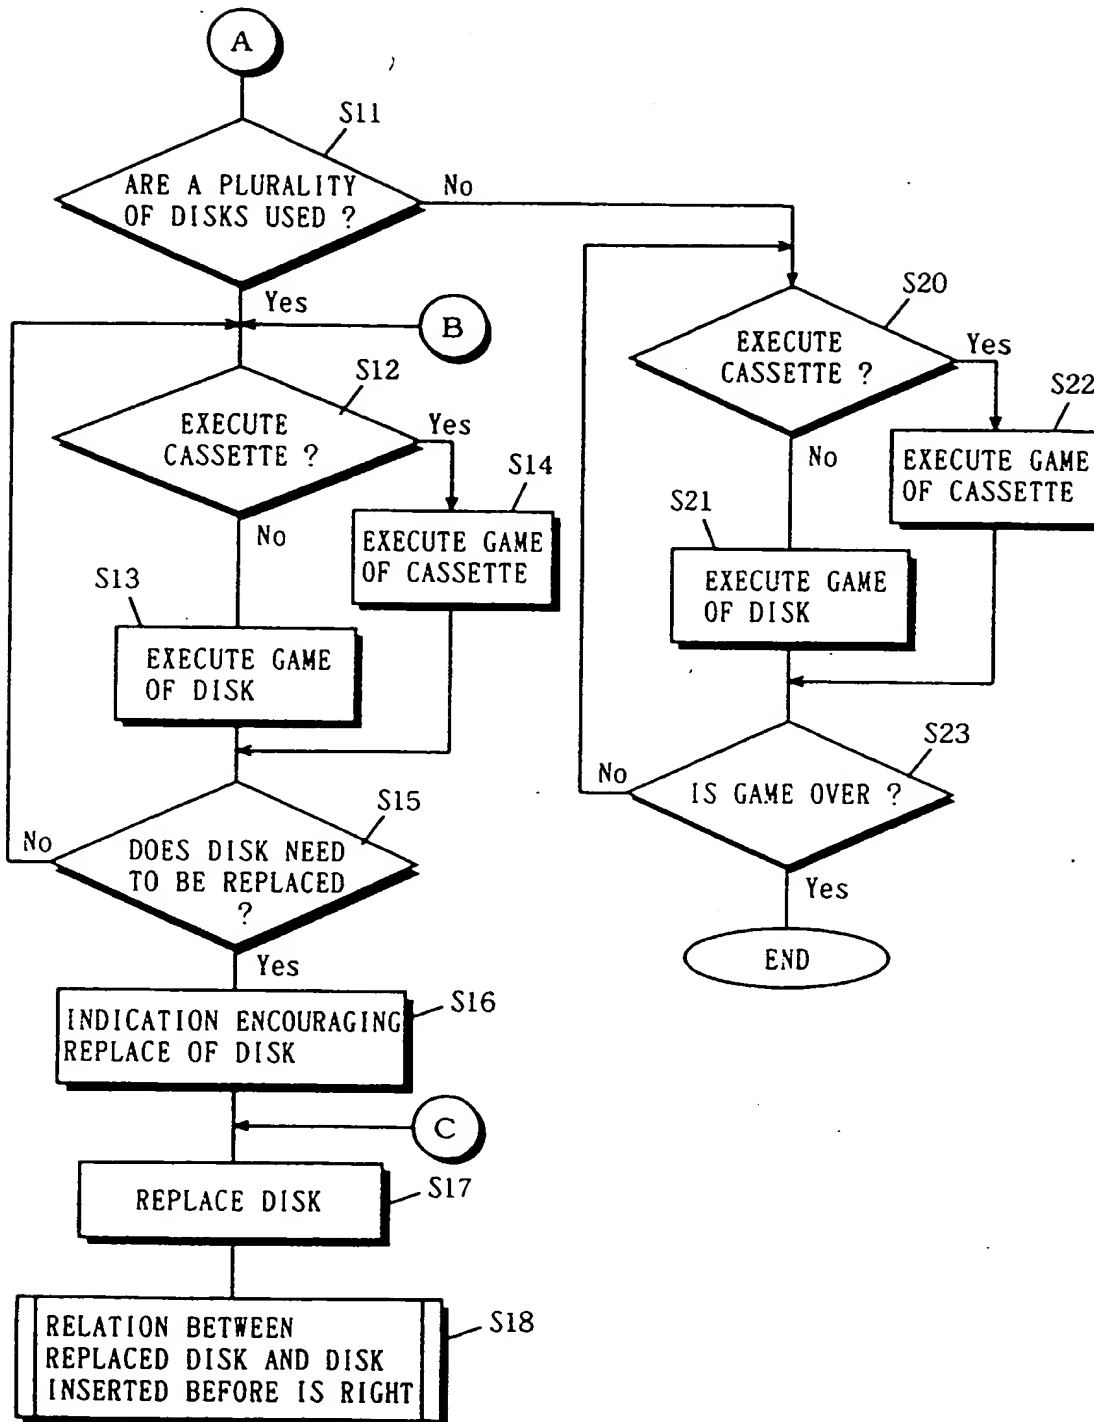 A
S11
ARE A PLURALITY
OF DISKS USED ?
No
Yes
B
S12
EXECUTE
CASSETTE ?
Yes
No
S14
EXECUTE GAME
OF CASSETTE
S13
EXECUTE GAME
OF DISK
S15
No
DOES DISK NEED
TO BE REPLACED
?
Yes
S16
INDICATION ENCOURAGING
REPLACE OF DISK
C
S17
REPLACE DISK
S18
RELATION BETWEEN
REPLACED DISK AND DISK
INSERTED BEFORE IS RIGHT
S20
EXECUTE
CASSETTE ?
Yes
No
S22
EXECUTE GAME
OF CASSETTE
S21
EXECUTE GAME
OF DISK
S23
No
IS GAME OVER ?
Yes
END